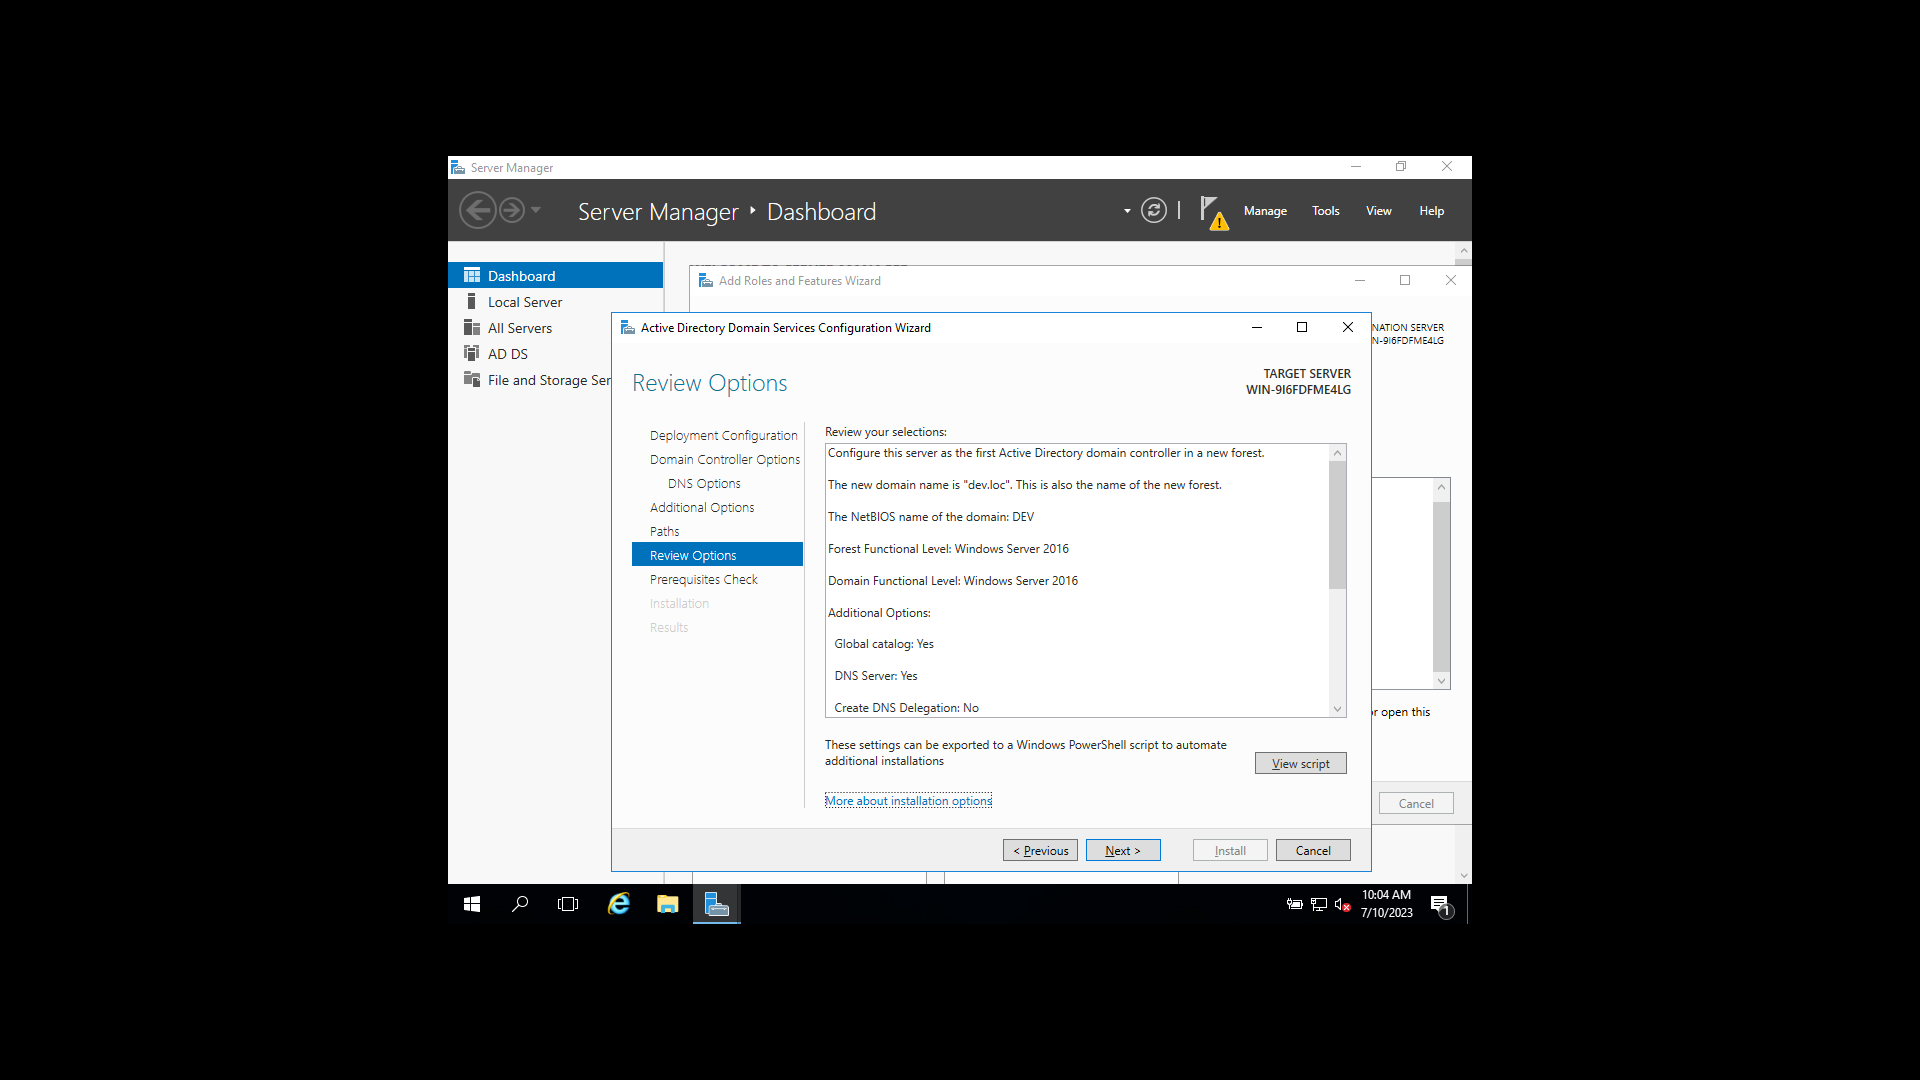 Server Manager
Server Manager
Dashboard
Manage
Tools
View
Help
Dashboard
Local Server
All Servers
AD DS
File and Storage Ser
Add Roles and Features Wizard
NATION SERVER
N-9I6FDFME4LG
Active Directory Domain Services Configuration Wizard
Review Options
TARGET SERVER
WIN-9I6FDFME4LG
Deployment Configuration
Domain Controller Options
DNS Options
Additional Options
Paths
Review Options
Prerequisites Check
Installation
Results
Review your selections:
Configure this server as the first Active Directory domain controller in a new forest.
The new domain name is "dev.loc". This is also the name of the new forest.
The NetBIOS name of the domain: DEV
Forest Functional Level: Windows Server 2016
Domain Functional Level: Windows Server 2016
Additional Options:
Global catalog: Yes
DNS Server: Yes
Create DNS Delegation: No
These settings can be exported to a Windows PowerShell script to automate
additional installations
View script
More about installation options
r open this
Cancel
< Previous
Next >
Install
Cancel
10:04 AM
7/10/2023
1